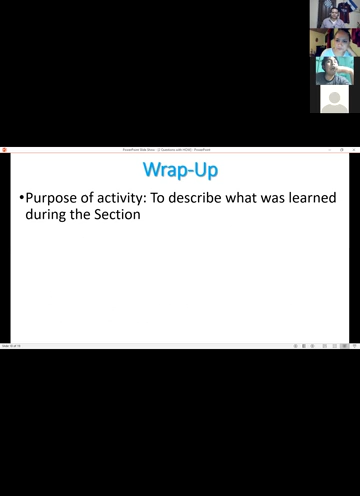 Wrap-Up
•Purpose of activity: To describe what was learned
during the Section